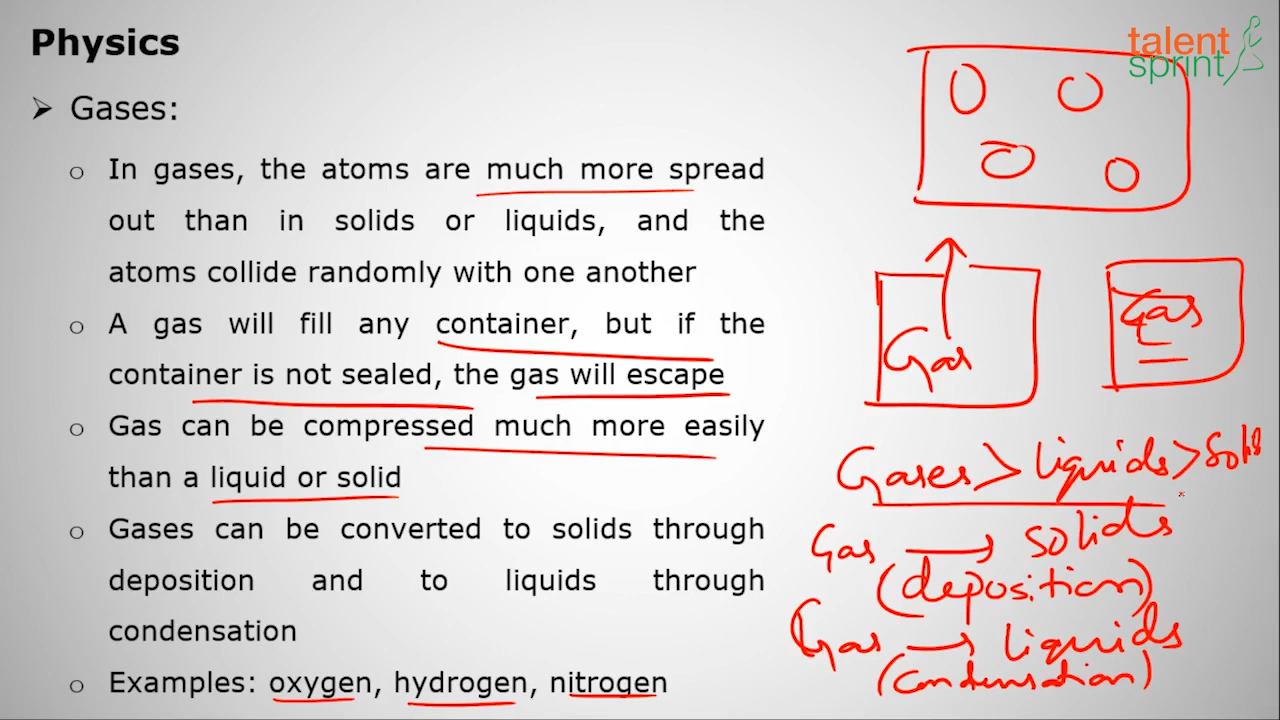 Physics
talent
sprint
➤ Gases:
o In gases, the atoms are much more spread
out than in solids or liquids, and the
atoms collide randomly with one another
o A gas will fill any container, but if the
container is not sealed, the gas will escape
o Gas can be compressed much more easily
than a liquid or solid
o Gases can be converted to solids through
deposition and to liquids through
condensation
o Examples: oxygen, hydrogen, nitrogen
Gas
Gas
Gases > liquids > Solids
Gas → solids
(deposition)
Gas → liquids
(Condensation)